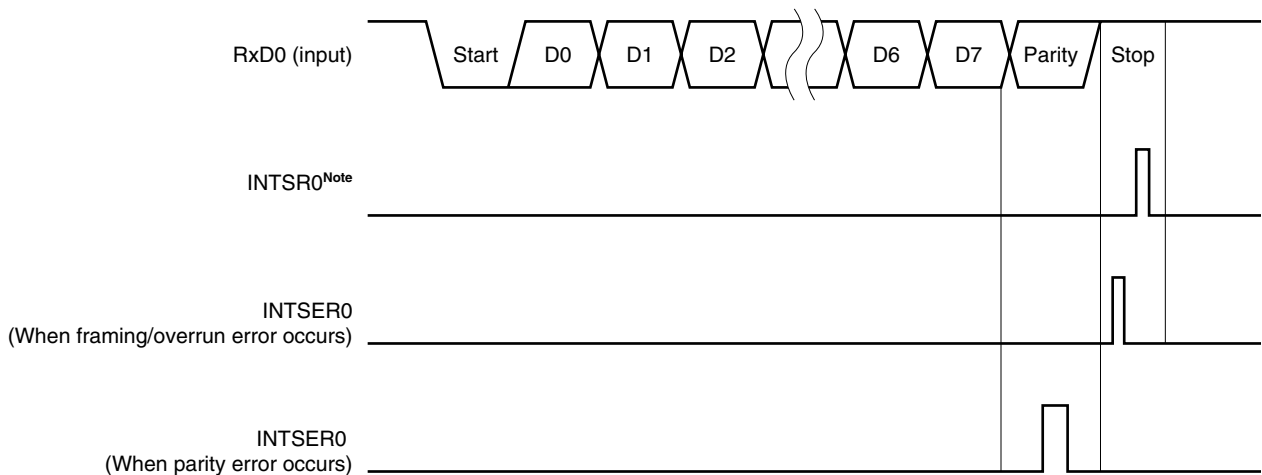 RxD0 (input) Start D0 D1 D2 D6 D7 Parity Stop
INTSR0Note
INTSER0
(When framing/overrun error occurs)
INTSER0
(When parity error occurs)